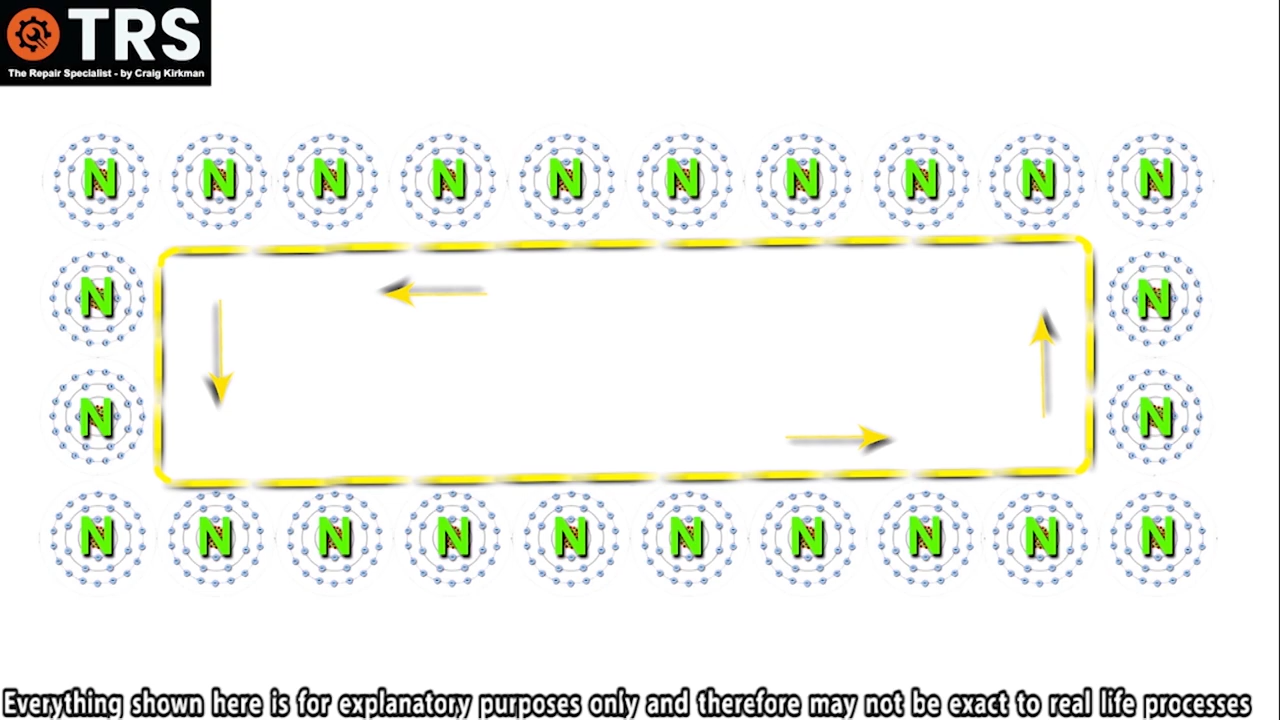 TRS
The Repair Specialist - by Craig Kirkman
N N N N N N N N N N
N N
N N
N N N N N N N N N N
Everything shown here is for explanatory purposes only and therefore may not be exact to real life processes